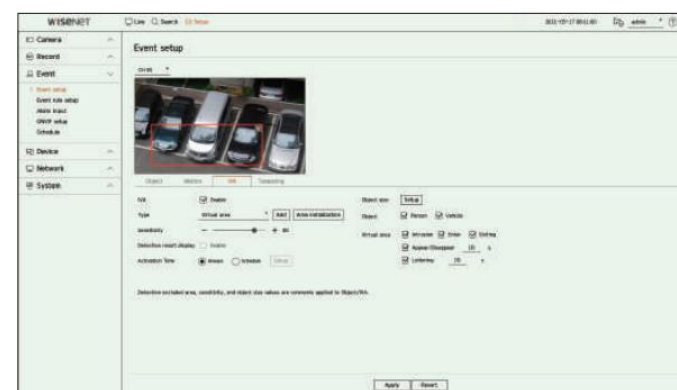 WISENET
Live Search Setup
admin
Camera
Record
Event
Event setup
Event rule setup
Alarm input
ONVIF setup
Schedule
Device
Network
System
Event setup
Object Motion IVA Tampering
IVA Enable
Type Virtual area Add Area initialization
Sensitivity 80
Detection result display Enable
Activation Time Always Schedule Setup
Object size Setup
Object Person Vehicle
Virtual area Intrusion Enter Exiting
Appear/Disappear 10 s
Loitering 10 s
Detection excluded area, sensitivity, and object size values are commonly applied to Object/IVA.
Apply Revert